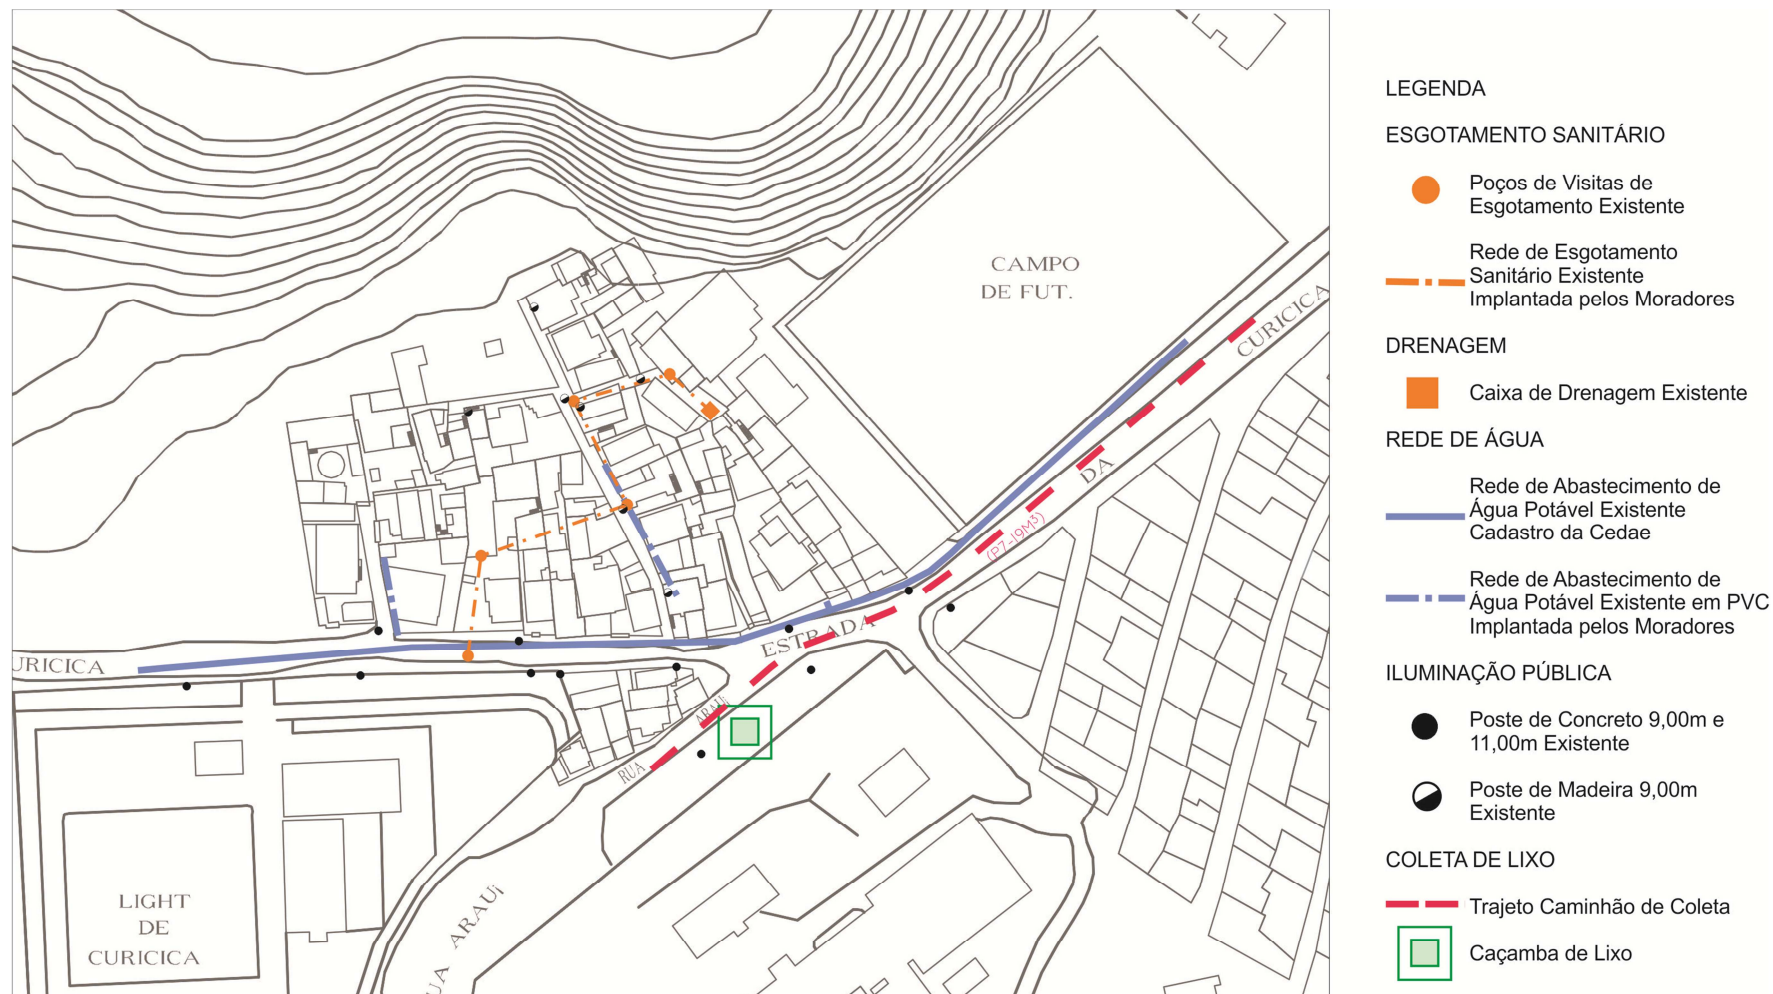 CAMPO
DE FUT.
CURICICA
DA
(P7-19M³)
ESTRADA
URICICA
ARAUi
RUA
LIGHT
DE
CURICICA
UA ARAUi
LEGENDA
ESGOTAMENTO SANITÁRIO
Poços de Visitas de
Esgotamento Existente
Rede de Esgotamento
Sanitário Existente
Implantada pelos Moradores
DRENAGEM
Caixa de Drenagem Existente
REDE DE ÁGUA
Rede de Abastecimento de
Água Potável Existente
Cadastro da Cedae
Rede de Abastecimento de
Água Potável Existente em PVC
Implantada pelos Moradores
ILUMINAÇÃO PÚBLICA
Poste de Concreto 9,00m e
11,00m Existente
Poste de Madeira 9,00m
Existente
COLETA DE LIXO
Trajeto Caminhão de Coleta
Caçamba de Lixo